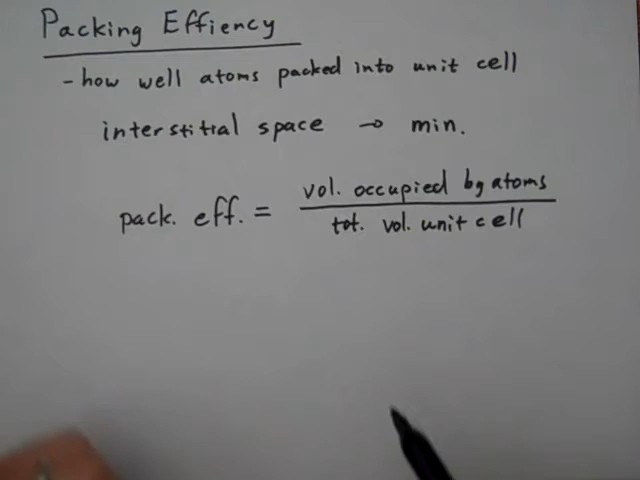 Packing Effiency
- how well atoms packed into unit cell
interstitial space → min.
pack. eff. = vol. occupied by atoms
tot. vol. unit cell